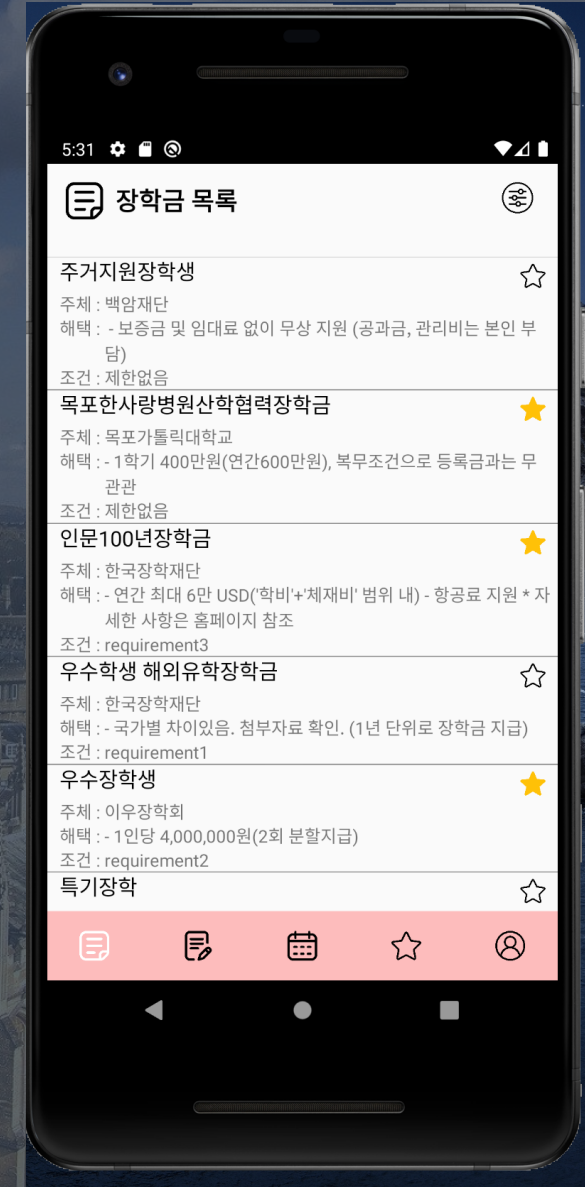 5:31
장학금 목록
주거지원장학생
주체 : 백암재단
해택 :  - 보증금 및 임대료 없이 무상 지원 (공과금, 관리비는 본인 부
담)
조건 : 제한없음
목포한사랑병원산학협력장학금
주체 : 목포가톨릭대학교
해택 : - 1학기 400만원(연간600만원), 복무조건으로 등록금과는 무
관관
조건 : 제한없음
인문100년장학금
주체 : 한국장학재단
해택 : - 연간 최대 6만 USD('학비'+'체재비' 범위 내) - 항공료 지원 * 자
세한 사항은 홈페이지 참조
조건 : requirement3
우수학생 해외유학장학금
주체 : 한국장학재단
해택 : - 국가별 차이있음. 첨부자료 확인. (1년 단위로 장학금 지급)
조건 : requirement1
우수장학생
주체 : 이우장학회
해택 : - 1인당 4,000,000원(2회 분할지급)
조건 : requirement2
특기장학